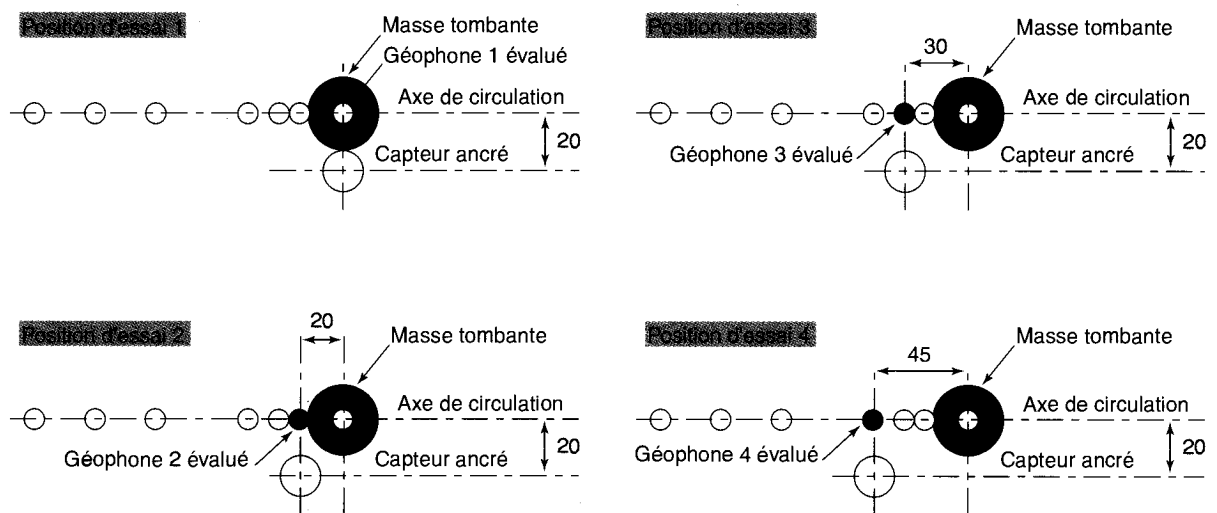 Position d'essai 1
Masse tombante
Géophone 1 évalué
Axe de circulation
20
Capteur ancré
Position d'essai 3
Masse tombante
30
Axe de circulation
20
Géophone 3 évalué
Capteur ancré
Position d'essai 2
20
Masse tombante
Axe de circulation
20
Géophone 2 évalué
Capteur ancré
Position d'essai 4
45
Masse tombante
Axe de circulation
20
Géophone 4 évalué
Capteur ancré